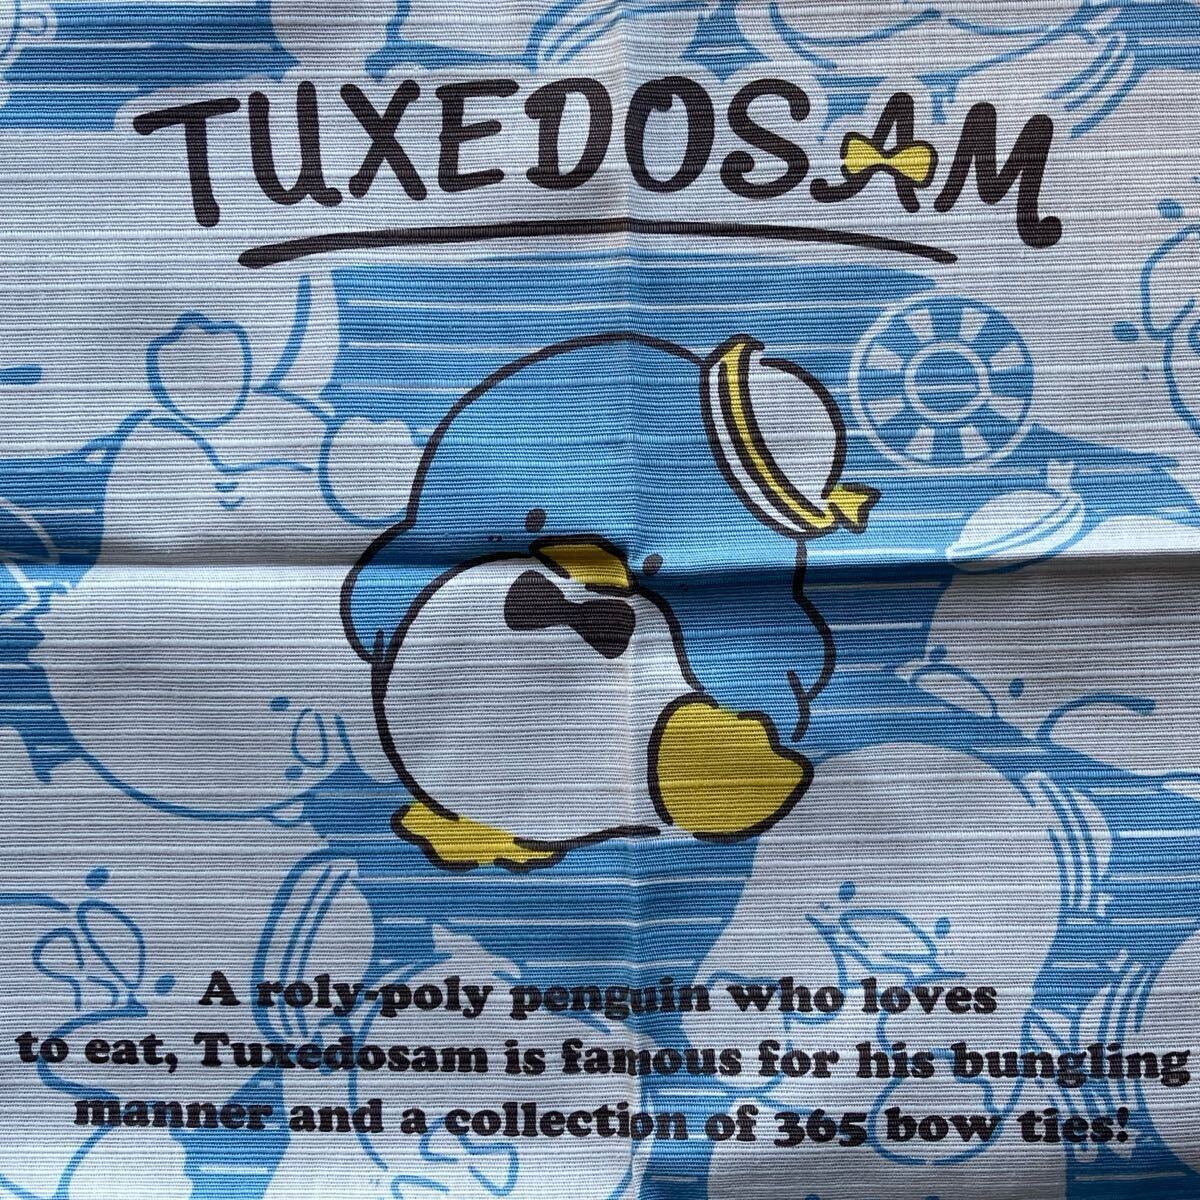 TUXEDOSAM
A roly-poly penguin who loves
to eat, Tuxedosam is famous for his bungling
manner and a collection of 365 bow ties!